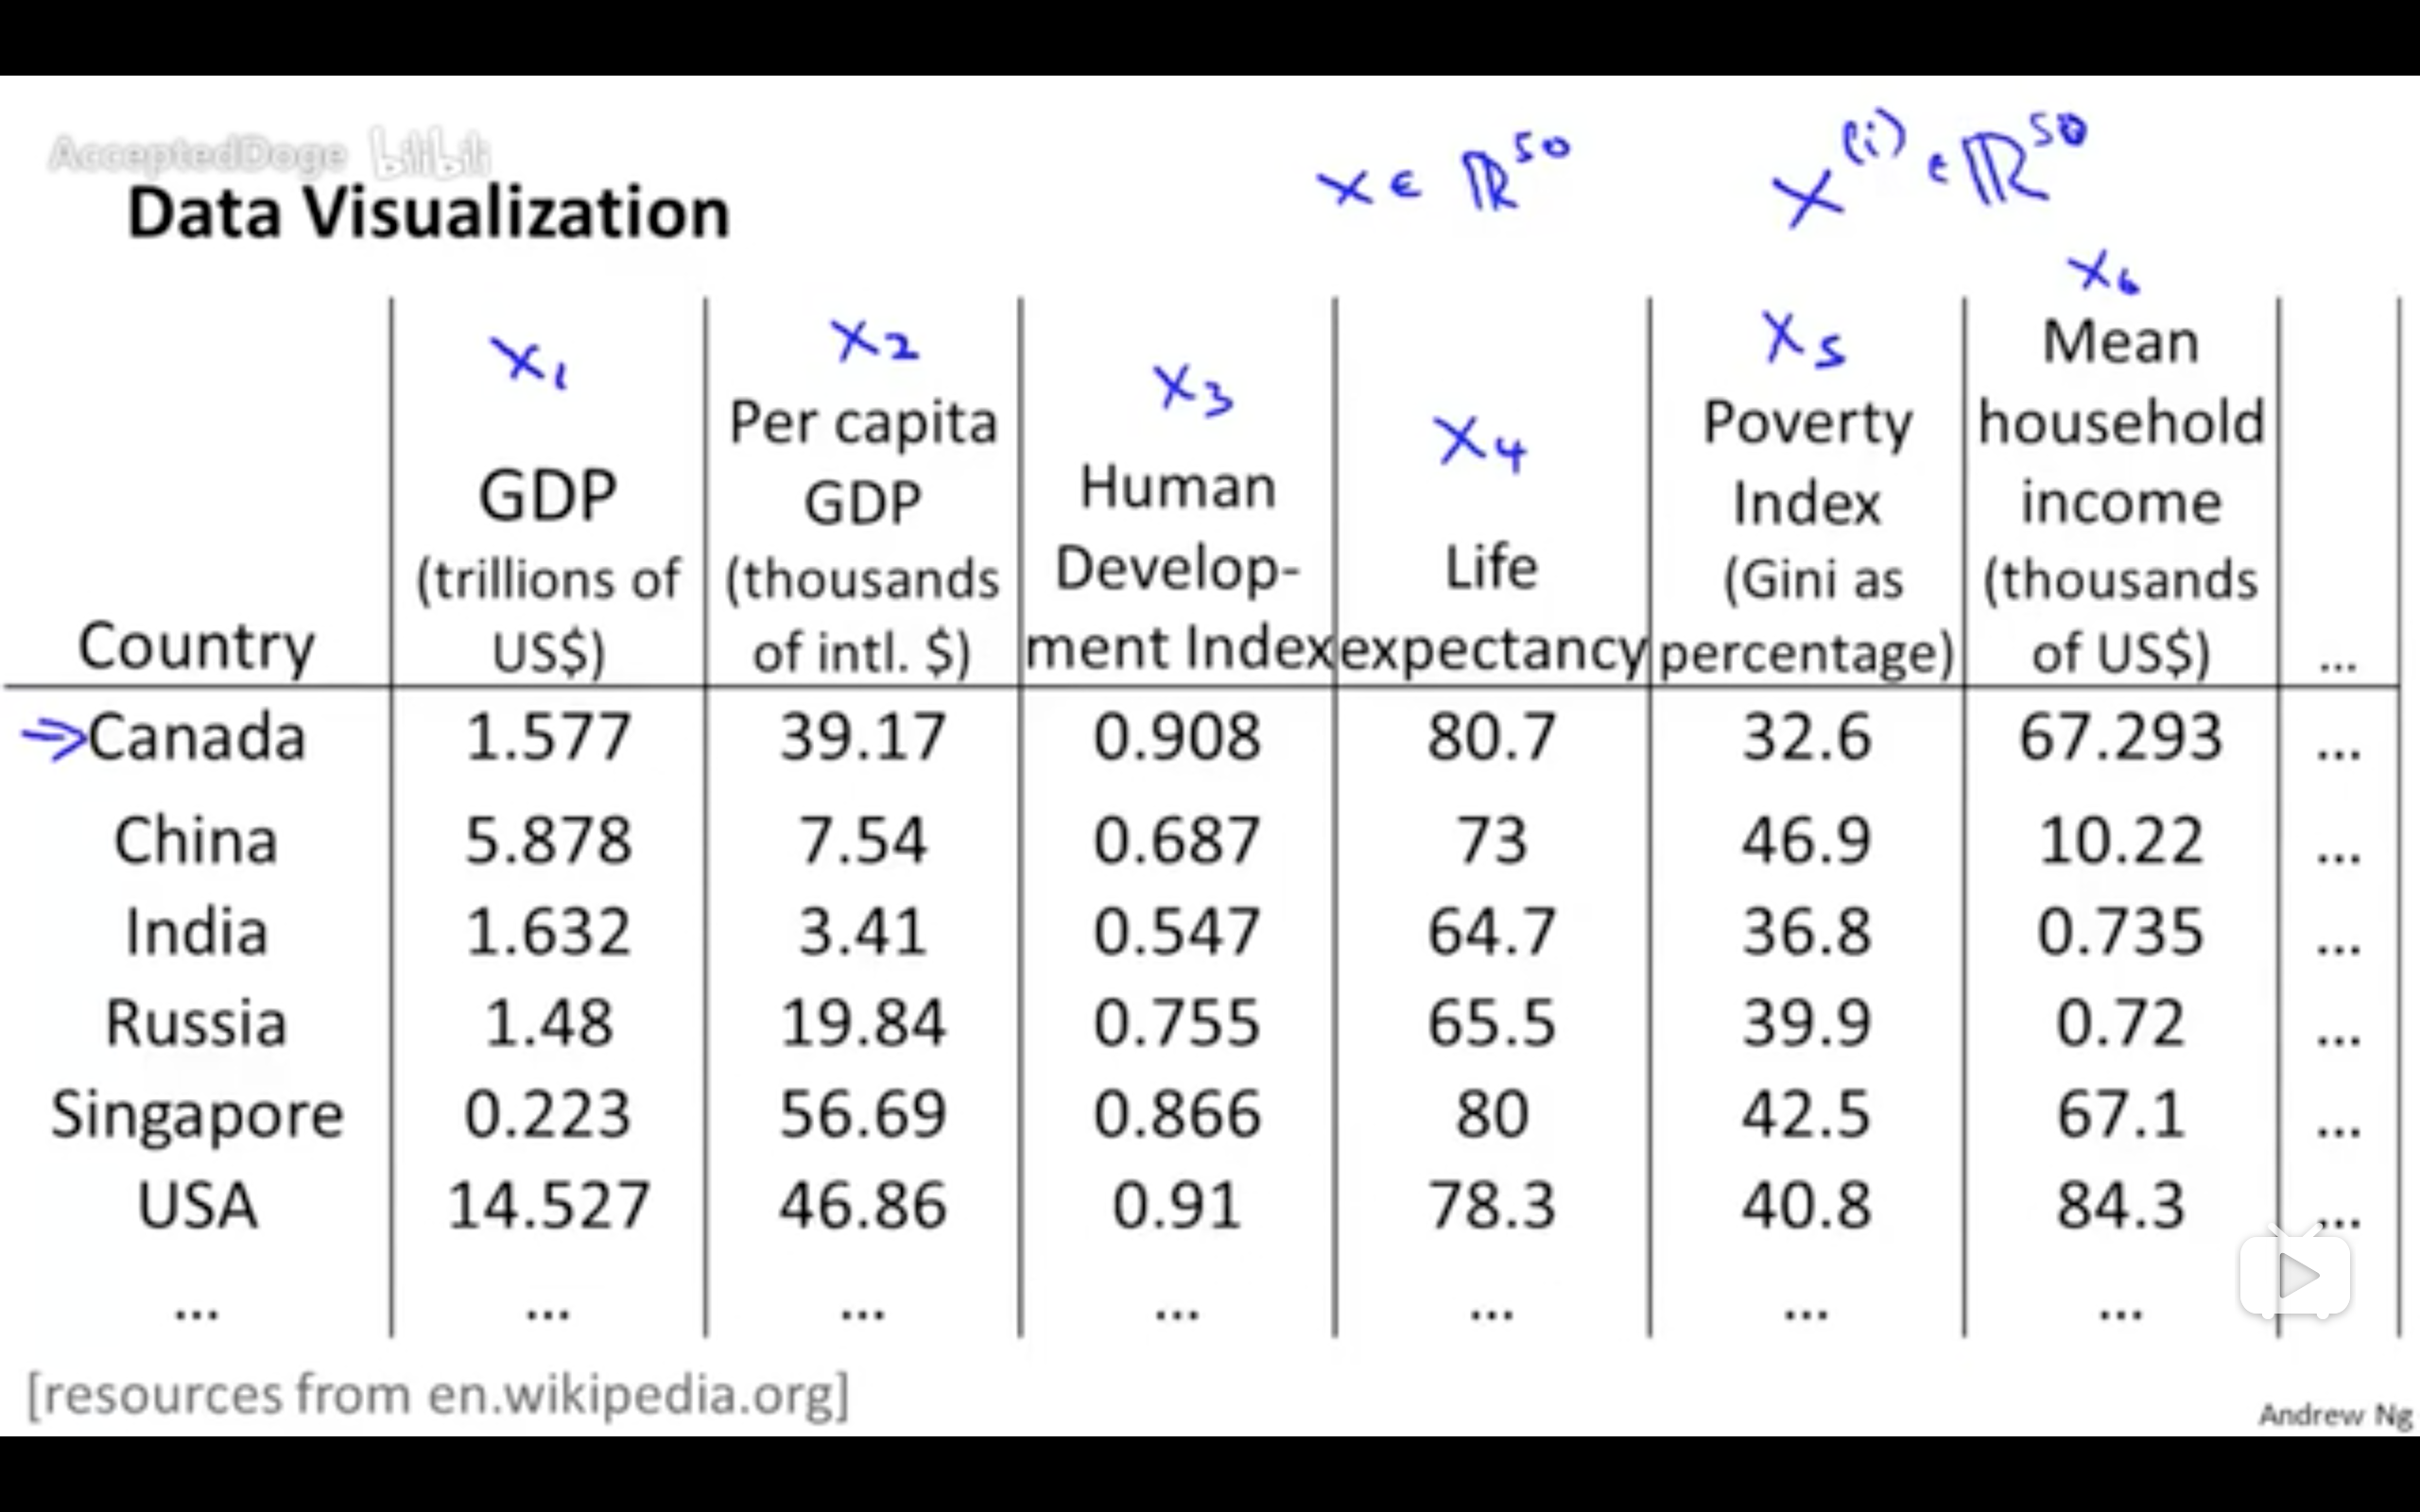 AcceptedDoge bilibili
Data Visualization
x ∈ ℝ⁵⁰ x⁽ⁱ⁾ ∈ ℝ⁵⁰
x₁ x₂ x₃ x₄ x₅ x₆
Country
GDP
(trillions of
US$)
Per capita
GDP
(thousands
of intl. $)
Human
Develop-
ment Index
Life
expectancy
Poverty
Index
(Gini as
percentage)
Mean
household
income
(thousands
of US$)
...
⇒Canada 1.577 39.17 0.908 80.7 32.6 67.293 ...
China 5.878 7.54 0.687 73 46.9 10.22 ...
India 1.632 3.41 0.547 64.7 36.8 0.735 ...
Russia 1.48 19.84 0.755 65.5 39.9 0.72 ...
Singapore 0.223 56.69 0.866 80 42.5 67.1 ...
USA 14.527 46.86 0.91 78.3 40.8 84.3 ...
... ... ... ... ... ... ...
[resources from en.wikipedia.org]
Andrew Ng